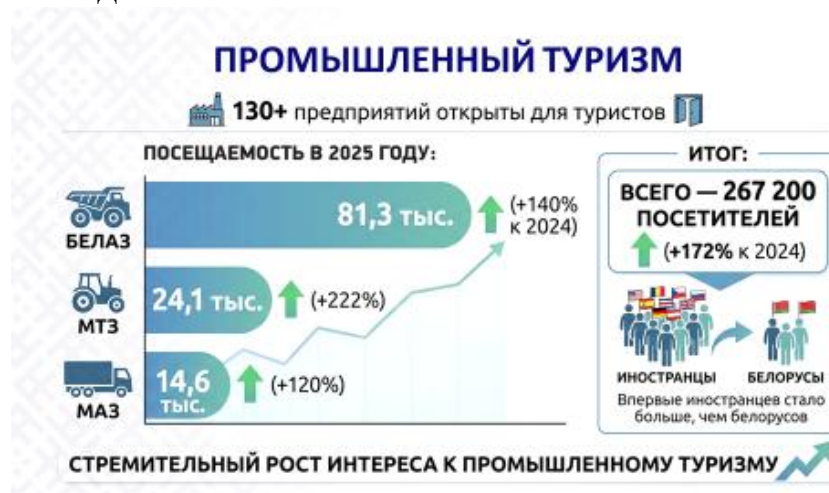 ПРОМЫШЛЕННЫЙ ТУРИЗМ
130+ предприятий открыты для туристов
ПОСЕЩАЕМОСТЬ В 2025 ГОДУ:
БЕЛАЗ
81,3 тыс.
(+140%
к 2024)
МТЗ
24,1 тыс.
(+222%)
МАЗ
14,6
тыс.
(+120%)
ИТОГ:
ВСЕГО — 267 200
ПОСЕТИТЕЛЕЙ
(+172% к 2024)
ИНОСТРАНЦЫ
БЕЛОРУСЫ
Впервые иностранцев стало
больше, чем белорусов
СТРЕМИТЕЛЬНЫЙ РОСТ ИНТЕРЕСА К ПРОМЫШЛЕННОМУ ТУРИЗМУ